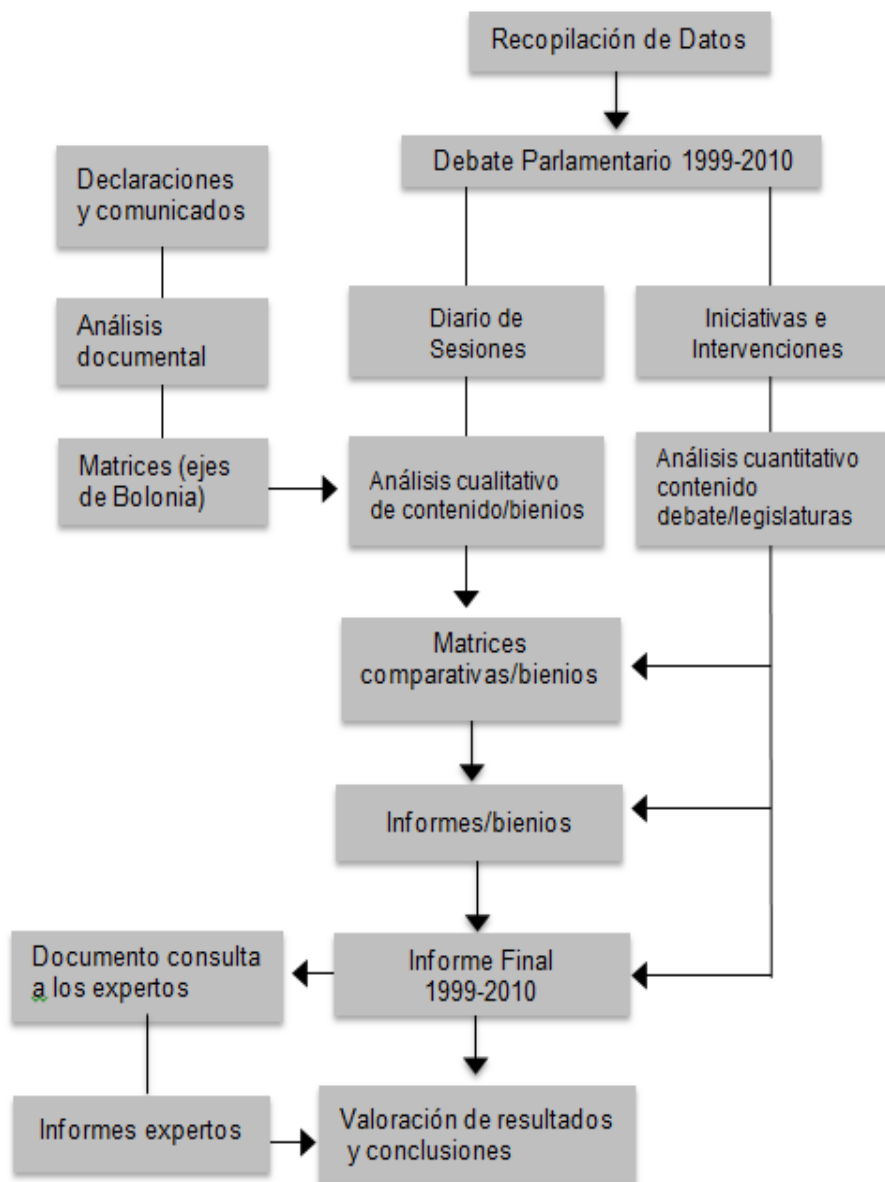 Recopilación de Datos
Debate Parlamentario 1999-2010
Declaraciones
y comunicados
Análisis
documental
Diario de
Sesiones
Iniciativas e
Intervenciones
Matrices (ejes
de Bolonia)
Análisis cualitativo
de contenido/bienios
Análisis cuantitativo
contenido
debate/legislaturas
Matrices
comparativas/bienios
Informes/bienios
Documento consulta
a los expertos
Informe Final
1999-2010
Informes expertos
Valoración de resultados
y conclusiones